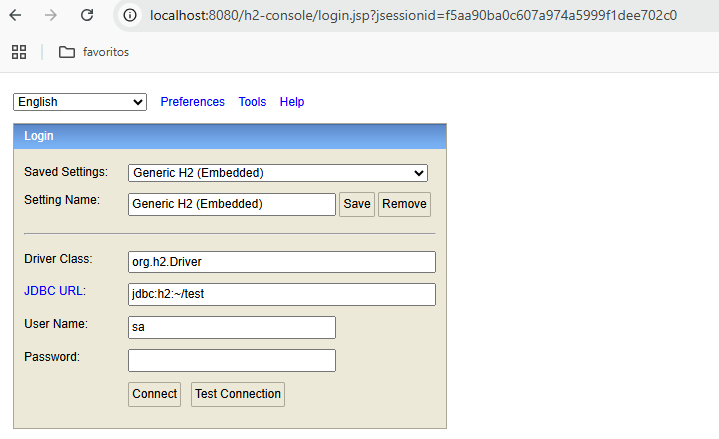 localhost:8080/h2-console/login.jsp?jsessionid=f5aa90ba0c607a974a5999f1dee702c0
favoritos
English Preferences Tools Help
Login
Saved Settings: Generic H2 (Embedded)
Setting Name: Generic H2 (Embedded) Save Remove
Driver Class: org.h2.Driver
JDBC URL: jdbc:h2:~/test
User Name: sa
Password:
Connect Test Connection